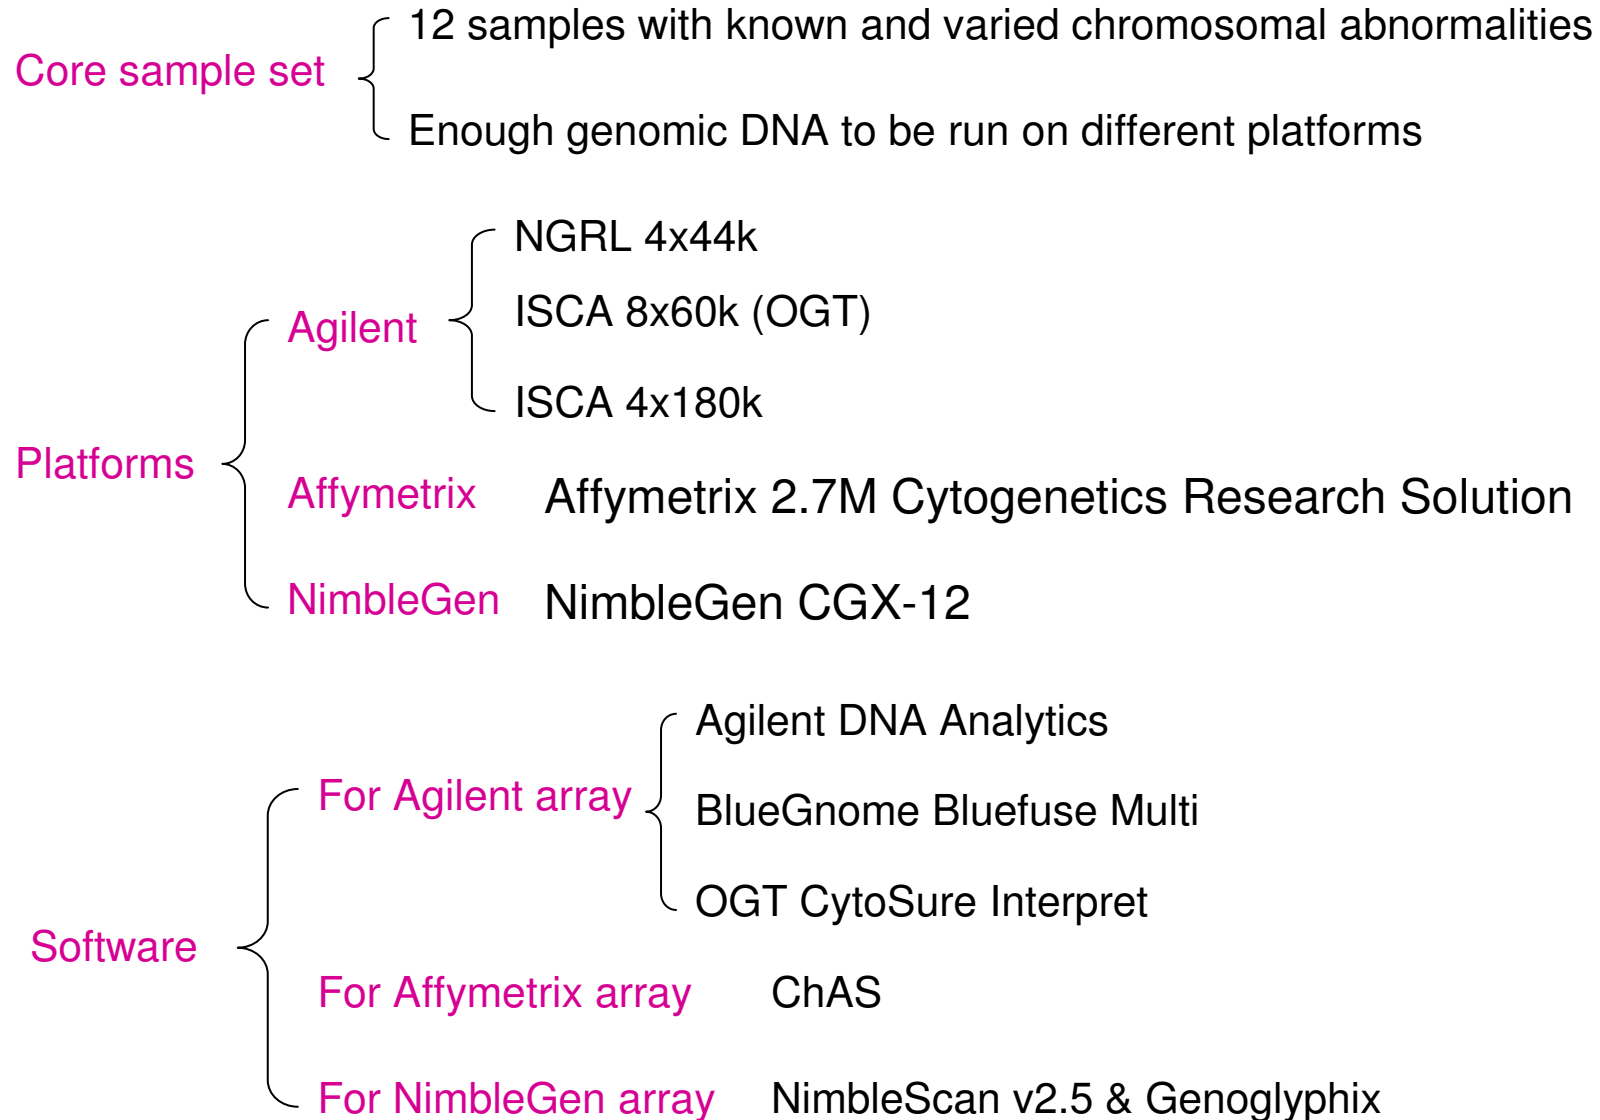 12 samples with known and varied chromosomal abnormalities
Core sample set
Enough genomic DNA to be run on different platforms
NGRL 4x44k
Agilent
ISCA 8x60k (OGT)
ISCA 4x180k
Platforms
Affymetrix Affymetrix 2.7M Cytogenetics Research Solution
NimbleGen NimbleGen CGX-12
Agilent DNA Analytics
For Agilent array
BlueGnome Bluefuse Multi
OGT CytoSure Interpret
Software
For Affymetrix array ChAS
For NimbleGen array NimbleScan v2.5 & Genoglyphix